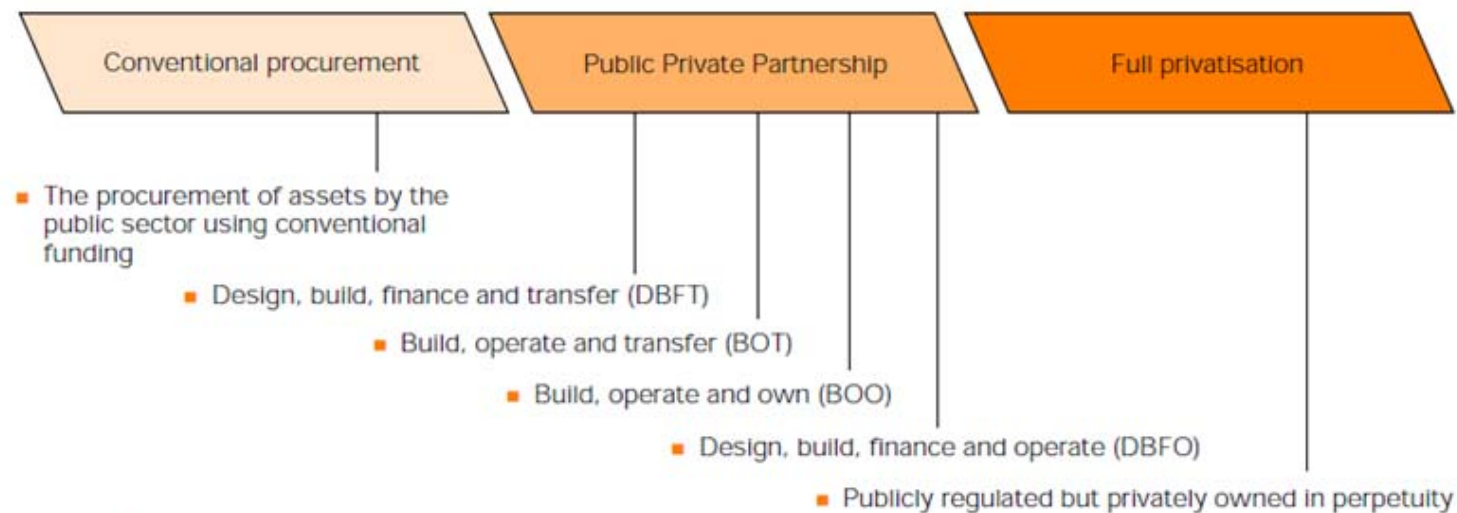 Conventional procurement
Public Private Partnership
Full privatisation
The procurement of assets by the
public sector using conventional
funding
Design, build, finance and transfer (DBFT)
Build, operate and transfer (BOT)
Build, operate and own (BOO)
Design, build, finance and operate (DBFO)
Publicly regulated but privately owned in perpetuity